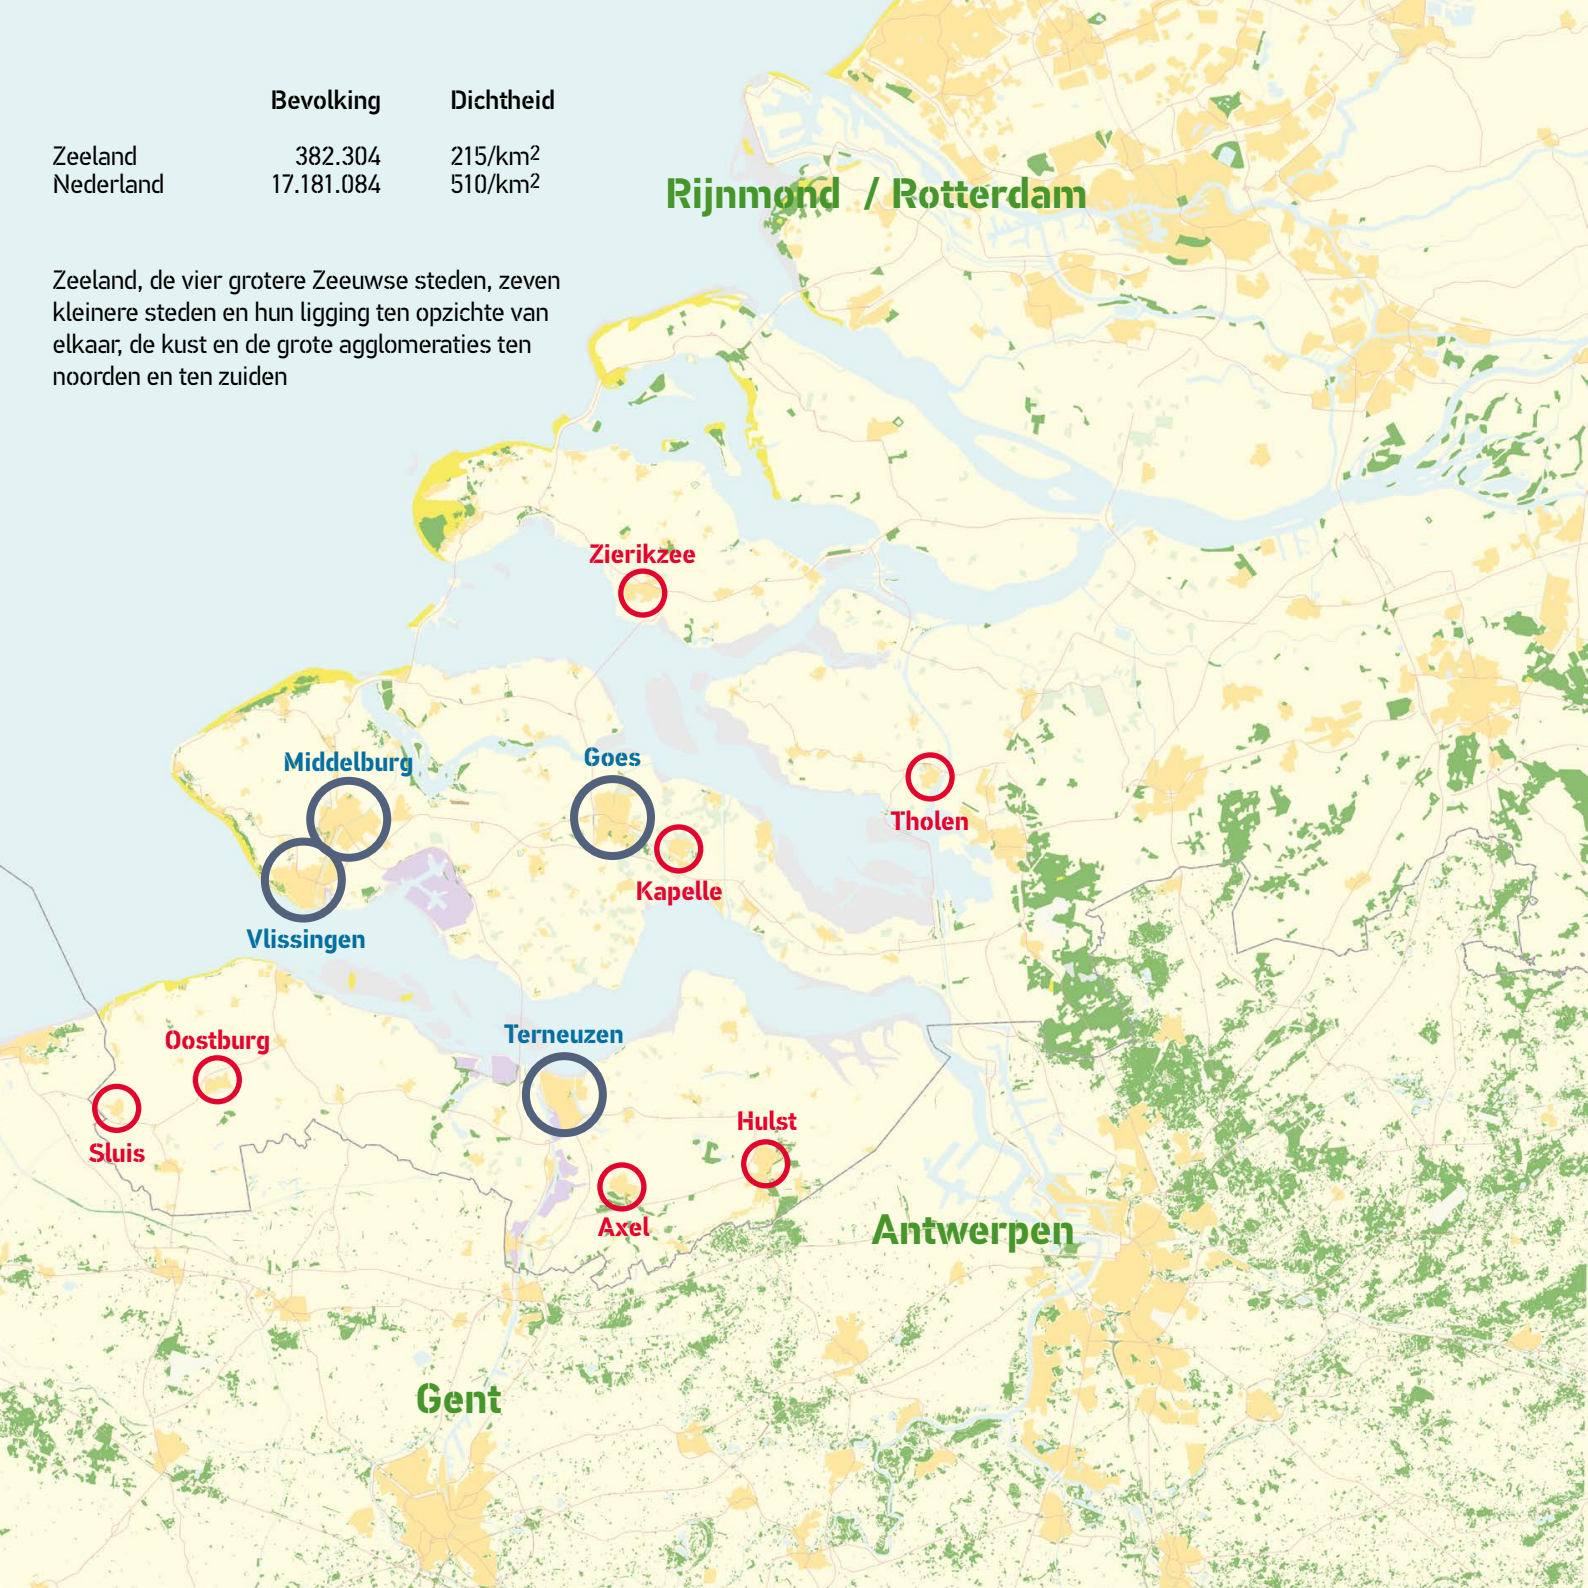 Bevolking Dichtheid
Zeeland 382.304 215/km²
Nederland 17.181.084 510/km²
Zeeland, de vier grotere Zeeuwse steden, zeven
kleinere steden en hun ligging ten opzichte van
elkaar, de kust en de grote agglomeraties ten
noorden en ten zuiden
Rijnmond / Rotterdam
Zierikzee
Middelburg
Goes
Tholen
Kapelle
Vlissingen
Terneuzen
Oostburg
Hulst
Sluis
Axel
Antwerpen
Gent